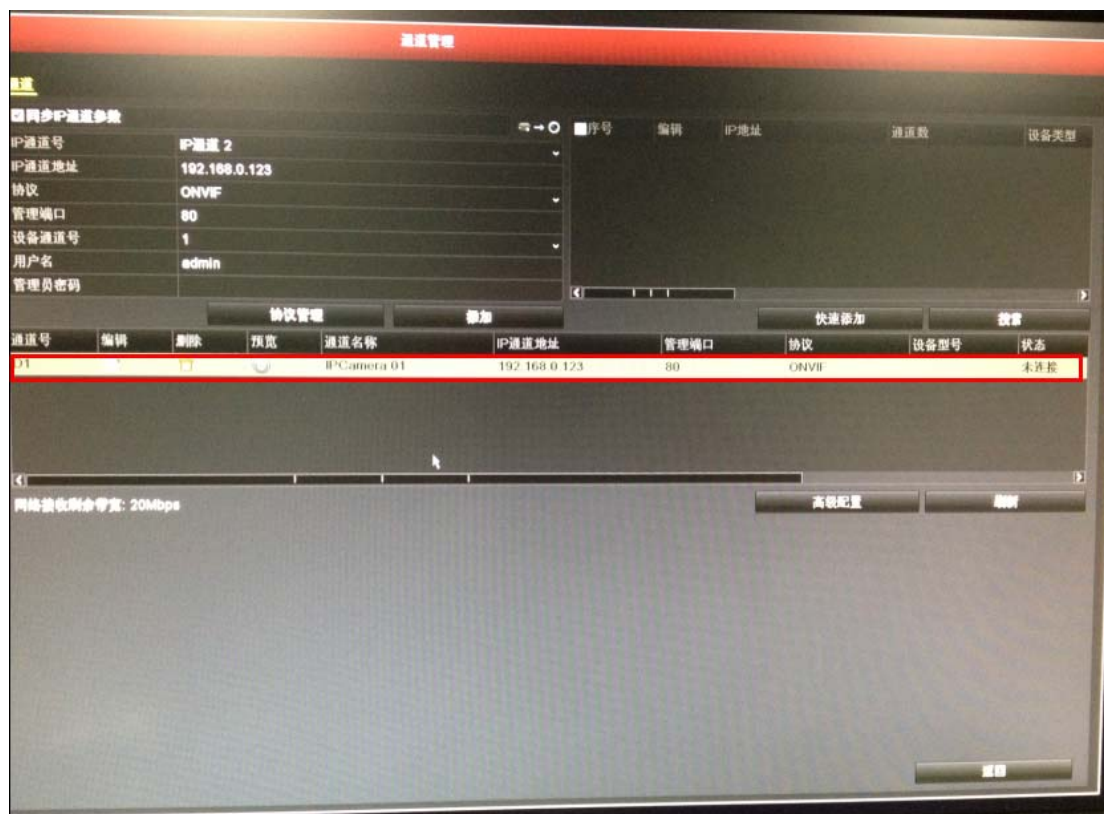 通道管理
通道
同步IP通道参数
IP通道号 IP通道 2
IP通道地址 192.168.0.123
协议 ONVIF
管理端口 80
设备通道号 1
用户名 admin
管理员密码
序号 编辑 IP地址 通道数 设备类型
协议管理 添加 快速添加 搜索
通道号 编辑 删除 预览 通道名称 IP通道地址 管理端口 协议 设备型号 状态
D1 IPCamera 01 192.168.0.123 80 ONVIF 未连接
网络接收剩余带宽: 20Mbps 高级配置 刷新
返回